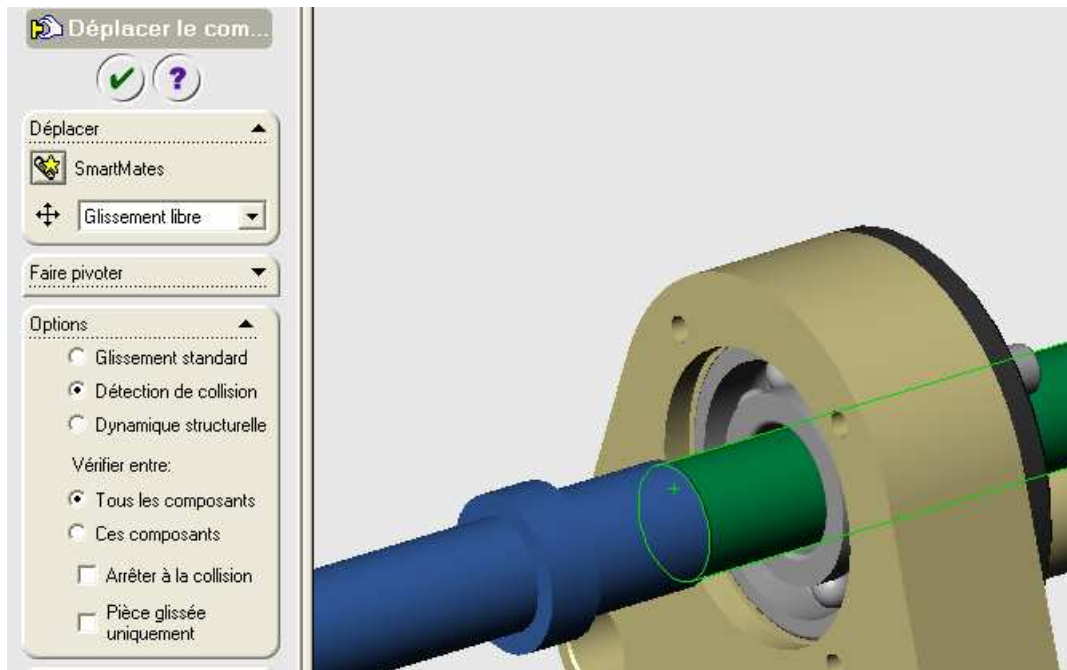 Déplacer le com...
?
Déplacer
SmartMates
Glissement libre
Faire pivoter
Options
Glissement standard
Détection de collision
Dynamique structurelle
Vérifier entre:
Tous les composants
Ces composants
Arrêter à la collision
Pièce glissée
uniquement